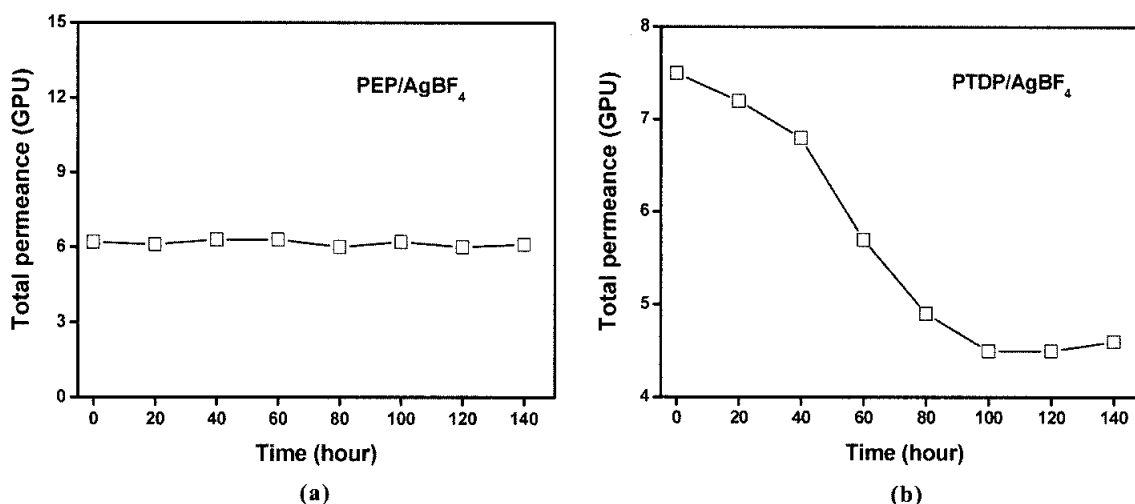 15
12
9
6
3
0
Total permeance (GPU)
PEP/AgBF4
0 20 40 60 80 100 120 140
Time (hour)
(a)
8
7
6
5
4
Total permeance (GPU)
PTDP/AgBF4
0 20 40 60 80 100 120 140
Time (hour)
(b)